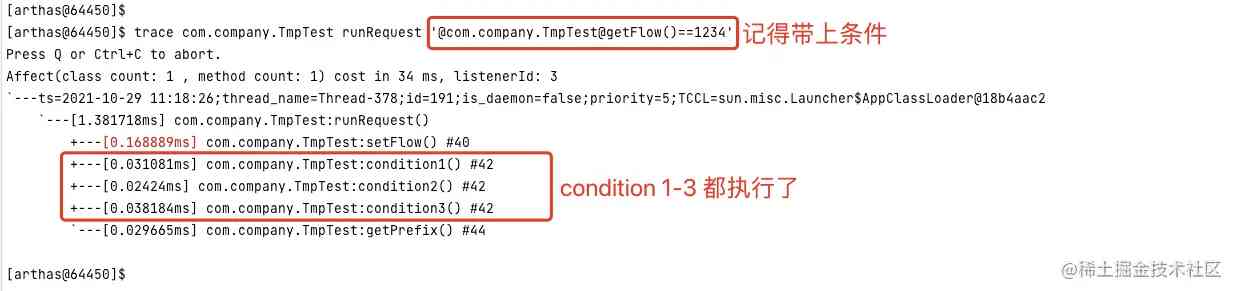 [arthas@64450]$
[arthas@64450]$ trace com.company.TmpTest runRequest '@com.company.TmpTest@getFlow()==1234' 记得带上条件
Press Q or Ctrl+C to abort.
Affect(class count: 1 , method count: 1) cost in 34 ms, listenerId: 3
`---ts=2021-10-29 11:18:26;thread_name=Thread-378;id=191;is_daemon=false;priority=5;TCCL=sun.misc.Launcher$AppClassLoader@18b4aac2
    `---[1.381718ms] com.company.TmpTest:runRequest()
        +---[0.168889ms] com.company.TmpTest:setFlow() #40
        +---[0.031081ms] com.company.TmpTest:condition1() #42
        +---[0.02424ms] com.company.TmpTest:condition2() #42
condition 1-3 都执行了
        +---[0.038184ms] com.company.TmpTest:condition3() #42
        `---[0.029665ms] com.company.TmpTest:getPrefix() #44
[arthas@64450]$
@稀土掘金技术社区